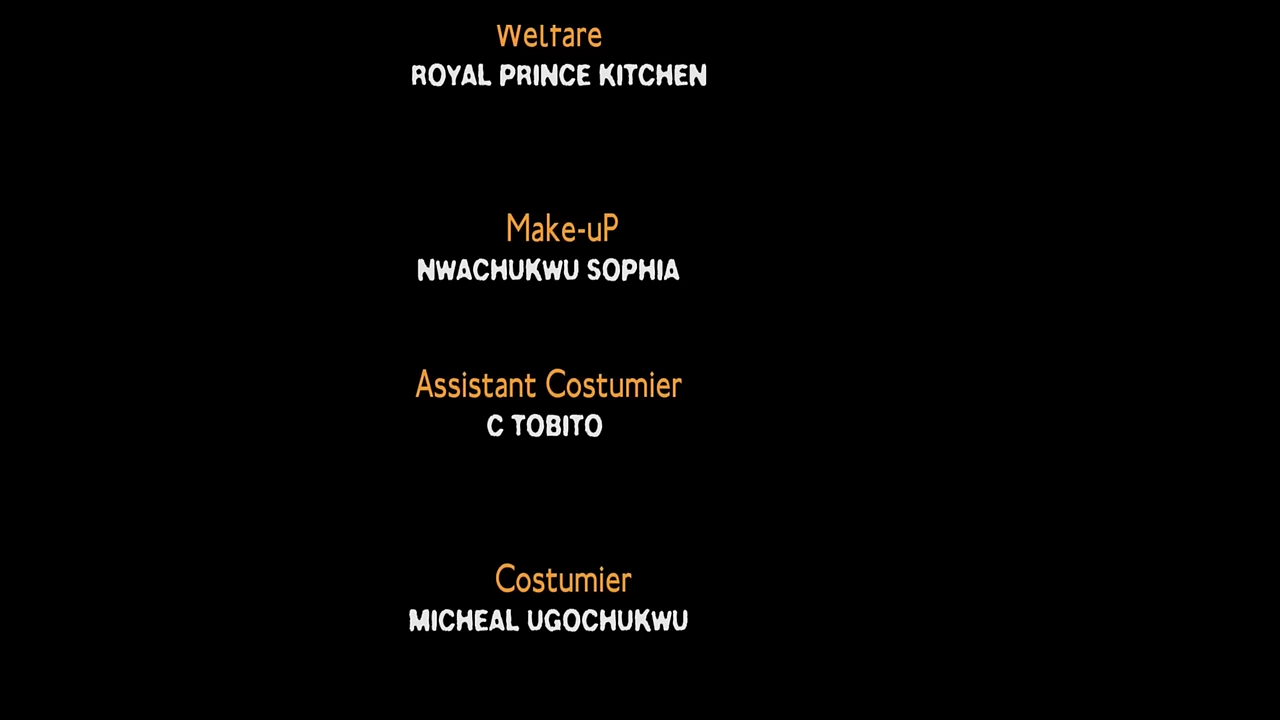 Welfare
ROYAL PRINCE KITCHEN
Make-uP
NWACHUKWU SOPHIA
Assistant Costumier
C TOBITO
Costumier
MICHEAL UGOCHUKWU